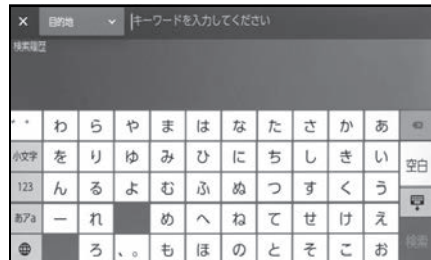 × 目的地 キーワードを入力してください
検索履歴
゛゜ わ ら や ま は な た さ か あ
小文字 を り ゆ み ひ に ち し き い 空白
123 ん る よ む ふ ぬ つ す く う
あアa ー れ め へ ね て せ け え
ろ 、。 も ほ の と そ こ お 検索